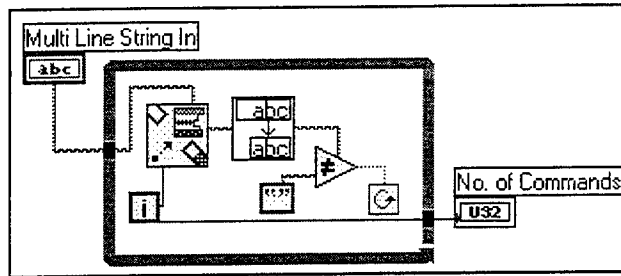 Multi Line String In
abc
abc
abc
≠
""
i
No. of Commands
U32